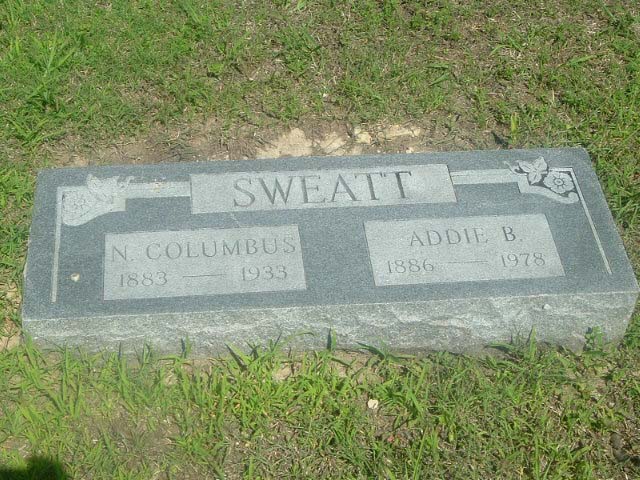 SWEATT
N. COLUMBUS
1883 — 1933
ADDIE B.
1886 — 1978